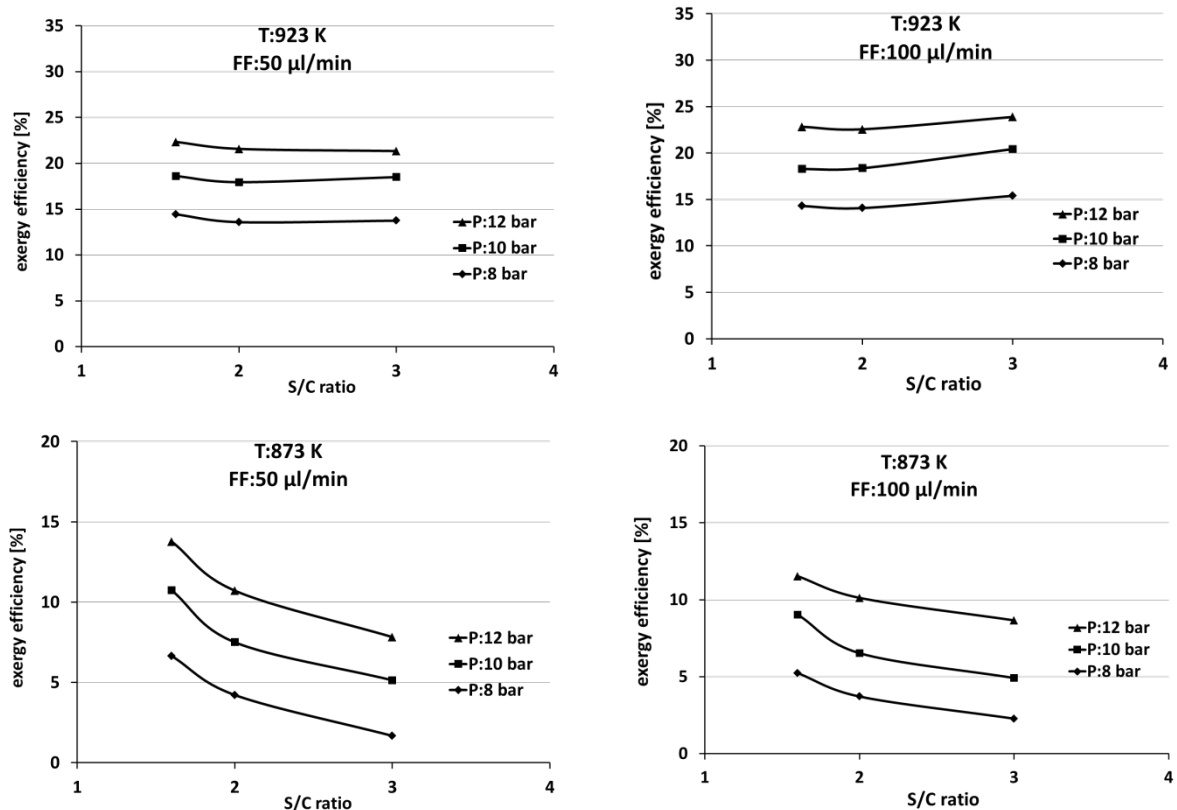 T:923 K
FF:50 µl/min
exergy efficiency [%]
35
30
25
20
15
10
5
0
P:12 bar
P:10 bar
P:8 bar
1
2
3
4
S/C ratio
T:923 K
FF:100 µl/min
exergy efficiency [%]
35
30
25
20
15
10
5
0
P:12 bar
P:10 bar
P:8 bar
1
2
3
4
S/C ratio
T:873 K
FF:50 µl/min
exergy efficiency [%]
20
15
10
5
0
P:12 bar
P:10 bar
P:8 bar
1
2
3
4
S/C ratio
T:873 K
FF:100 µl/min
exergy efficiency [%]
20
15
10
5
0
P:12 bar
P:10 bar
P:8 bar
1
2
3
4
S/C ratio